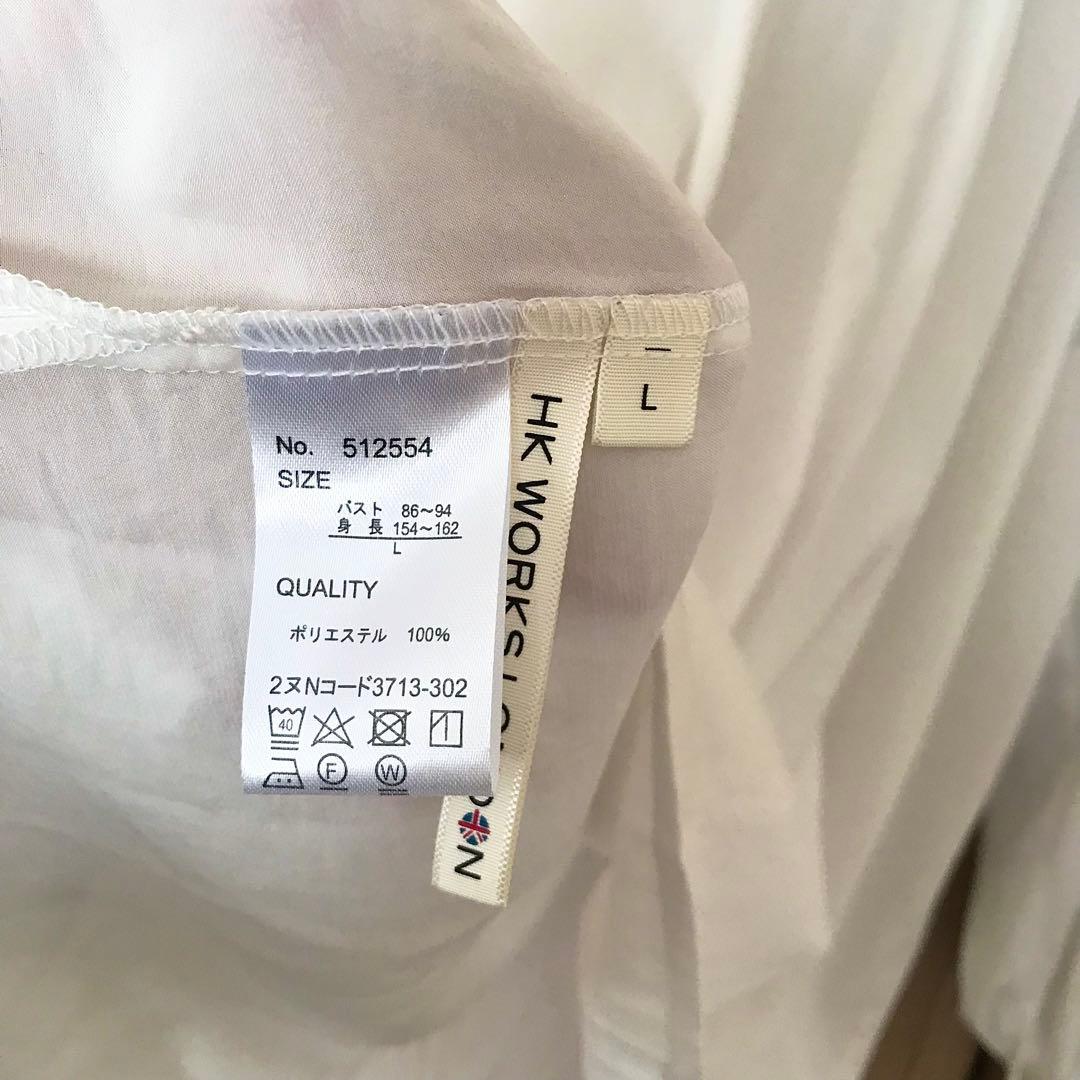 No. 512554
SIZE
バスト 86～94
身 長 154～162
L
QUALITY
ポリエステル 100%
2ヌNコード3713-302
40
F
W
HK WORKS
L